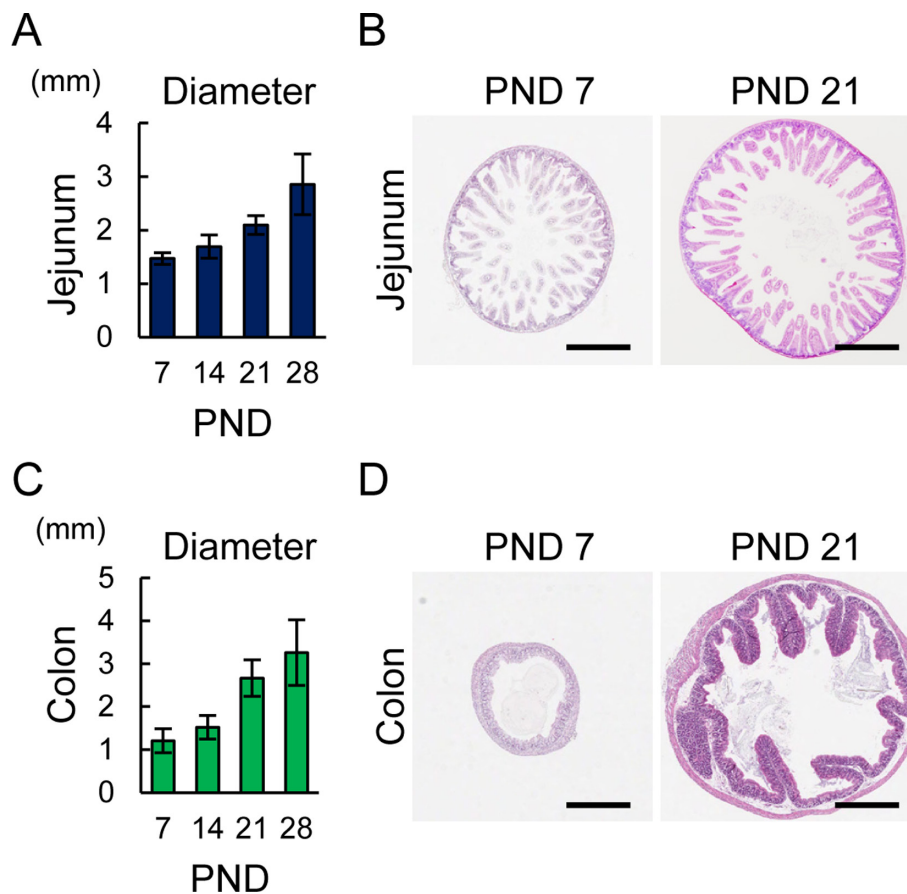 A
(mm)
Diameter
Jejunum
4
3
2
1
0
7 14 21 28
PND
B
PND 7 PND 21
Jejunum
C
(mm)
Diameter
Colon
5
4
3
2
1
0
7 14 21 28
PND
D
PND 7 PND 21
Colon